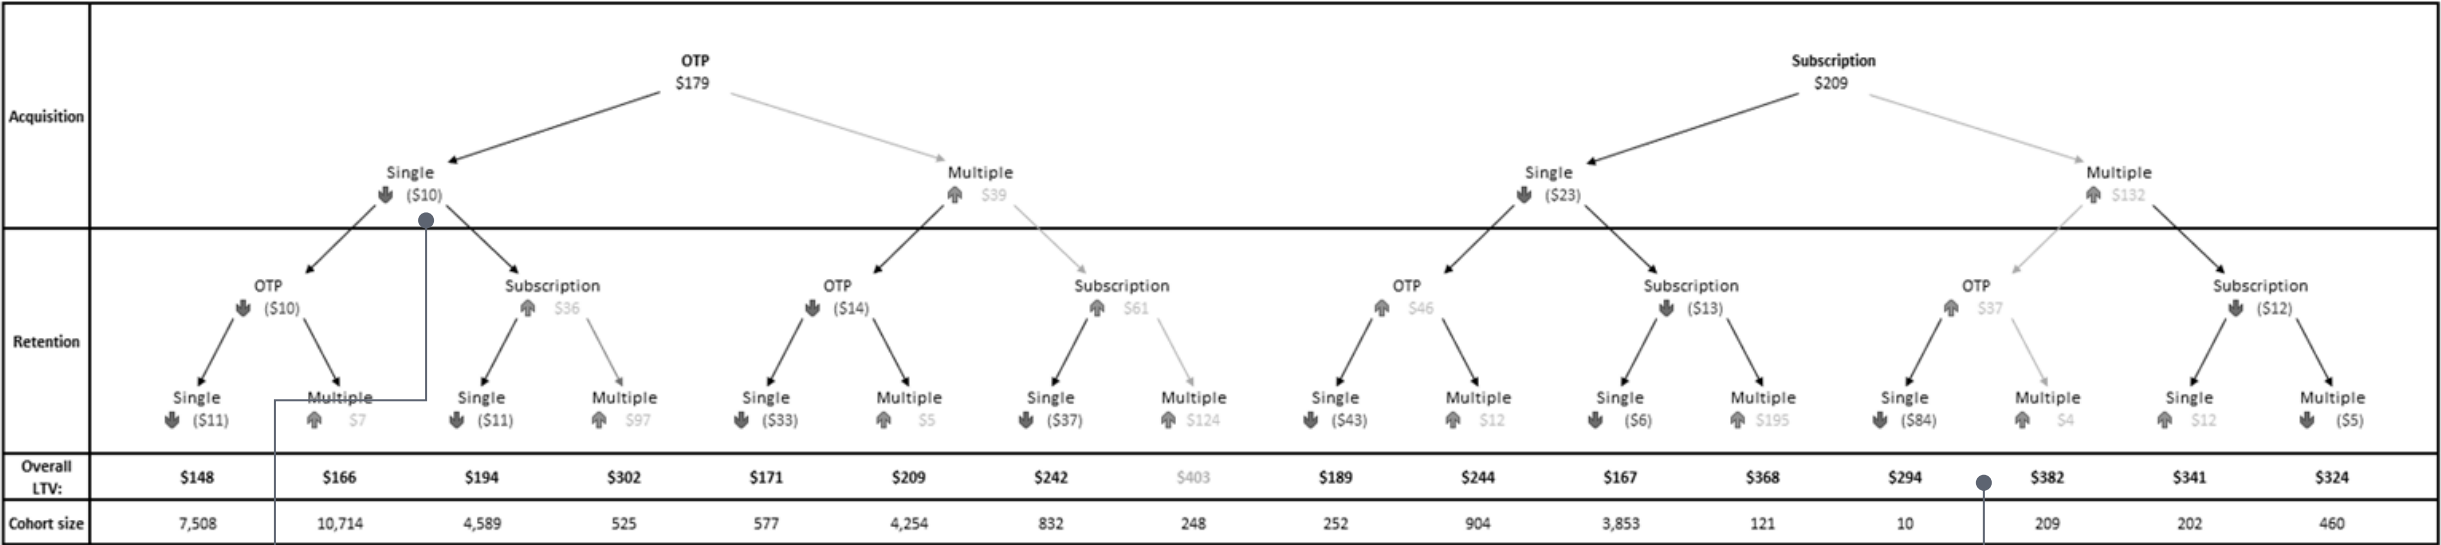 OTP Subscription
$179 $209
Acquisition
Single Multiple Single Multiple
($10) $39 ($23) $132
OTP Subscription OTP Subscription OTP Subscription OTP Subscription
($10) $36 ($14) $61 $46 ($13) $37 ($12)
Retention
Single Multiple Single Multiple Single Multiple Single Multiple Single Multiple Single Multiple Single Multiple Single Multiple
($11) $7 ($11) $97 ($33) $5 ($37) $124 ($43) $12 ($6) $195 ($84) $4 $12 ($5)
Overall
LTV: $148 $166 $194 $302 $171 $209 $242 $403 $189 $244 $167 $368 $294 $382 $341 $324
Cohort size 7,508 10,714 4,589 525 577 4,254 832 248 252 904 3,853 121 10 209 202 460